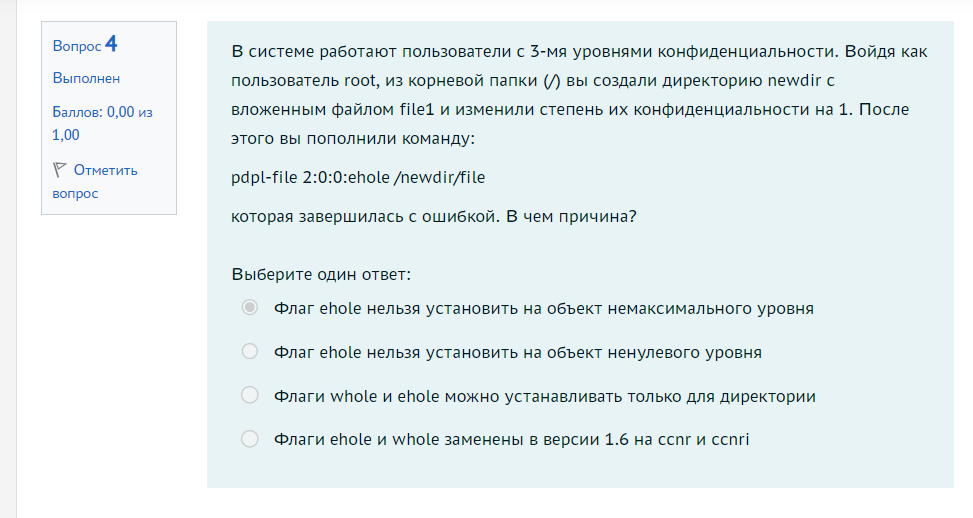 Вопрос 4
Выполнен
Баллов: 0,00 из
1,00
Отметить
вопрос
В системе работают пользователи с 3-мя уровнями конфиденциальности. Войдя как
пользователь root, из корневой папки (/) вы создали директорию newdir с
вложенным файлом file1 и изменили степень их конфиденциальности на 1. После
этого вы пополнили команду:
pdpl-file 2:0:0:ehole /newdir/file
которая завершилась с ошибкой. В чем причина?
Выберите один ответ:
Флаг ehole нельзя установить на объект немаксимального уровня
Флаг ehole нельзя установить на объект ненулевого уровня
Флаги whole и ehole можно устанавливать только для директории
Флаги ehole и whole заменены в версии 1.6 на ccnr и ccnri